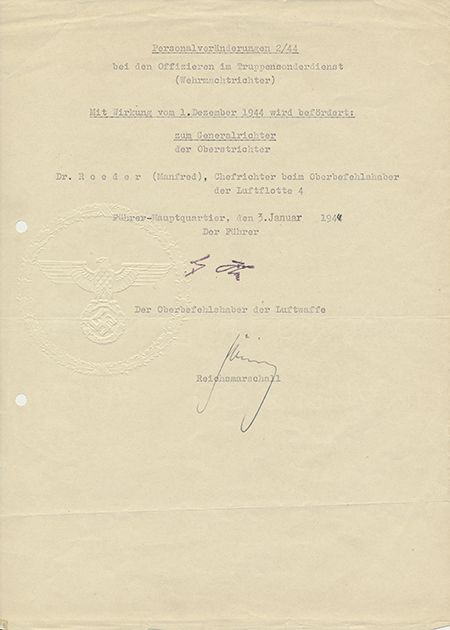 Personalveränderungen 2/44
bei den Offizieren im Truppensonderdienst
(Wehrmachtrichter)
Mit Wirkung vom 1.Dezember 1944 wird befördert:
zum Generalrichter
der Oberstrichter
Dr. R o e d e r (Manfred), Chefrichter beim Oberbefehlshaber
der Luftflotte 4
Führer-Hauptquartier, den 3.Januar 194
Der Führer
Der Oberbefehlshaber der Luftwaffe
Reichsmarschall